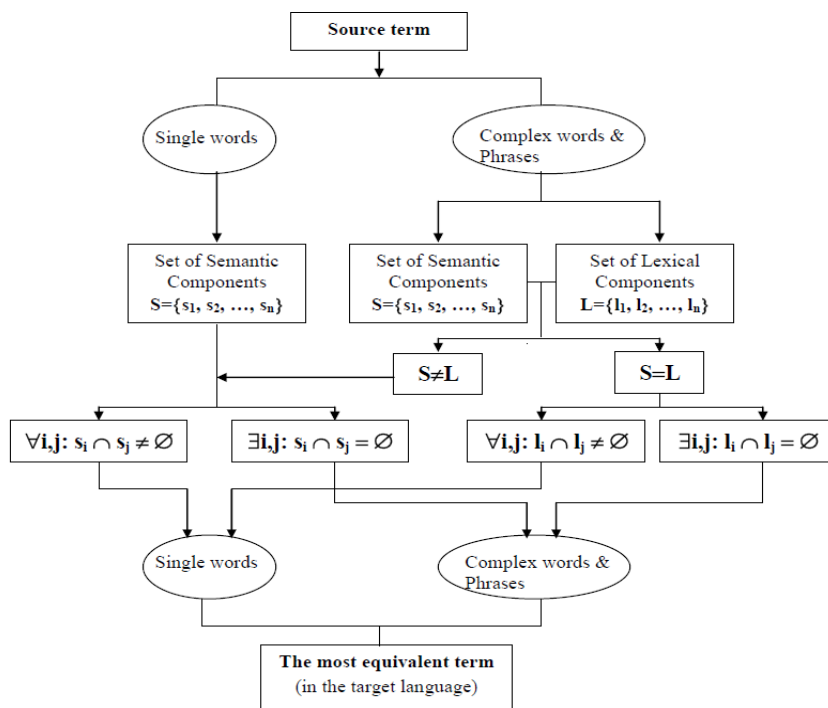 Source term
Single words
Complex words &
Phrases
Set of Semantic
Components
S={s₁, s₂, …, sₙ}
Set of Semantic
Components
S={s₁, s₂, …, sₙ}
Set of Lexical
Components
L={l₁, l₂, …, lₙ}
S≠L
S=L
∀i,j: sᵢ ∩ sⱼ ≠ ∅
∃i,j: sᵢ ∩ sⱼ = ∅
∀i,j: lᵢ ∩ lⱼ ≠ ∅
∃i,j: lᵢ ∩ lⱼ = ∅
Single words
Complex words &
Phrases
The most equivalent term
(in the target language)